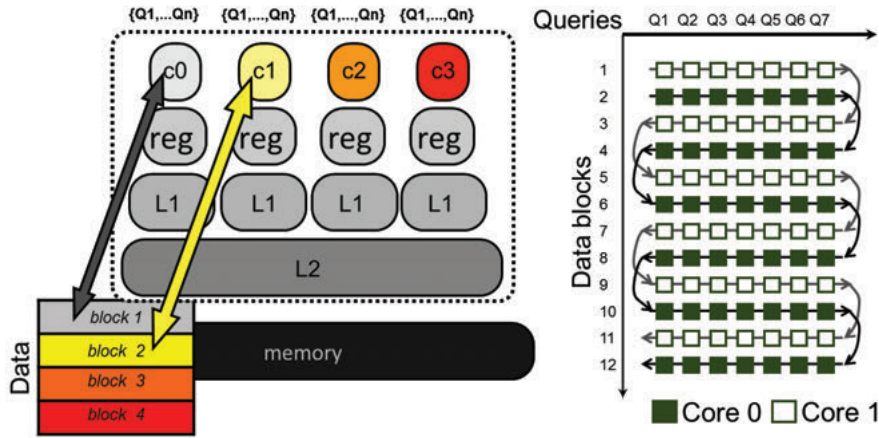 {Q1,...Qn} {Q1,...,Qn} {Q1,...,Qn} {Q1,...,Qn}
c0 c1 c2 c3
reg reg reg reg
L1 L1 L1 L1
L2
Data
block 1
block 2
block 3
block 4
memory
Queries
Q1 Q2 Q3 Q4 Q5 Q6 Q7
Data blocks
1
2
3
4
5
6
7
8
9
10
11
12
Core 0 Core 1